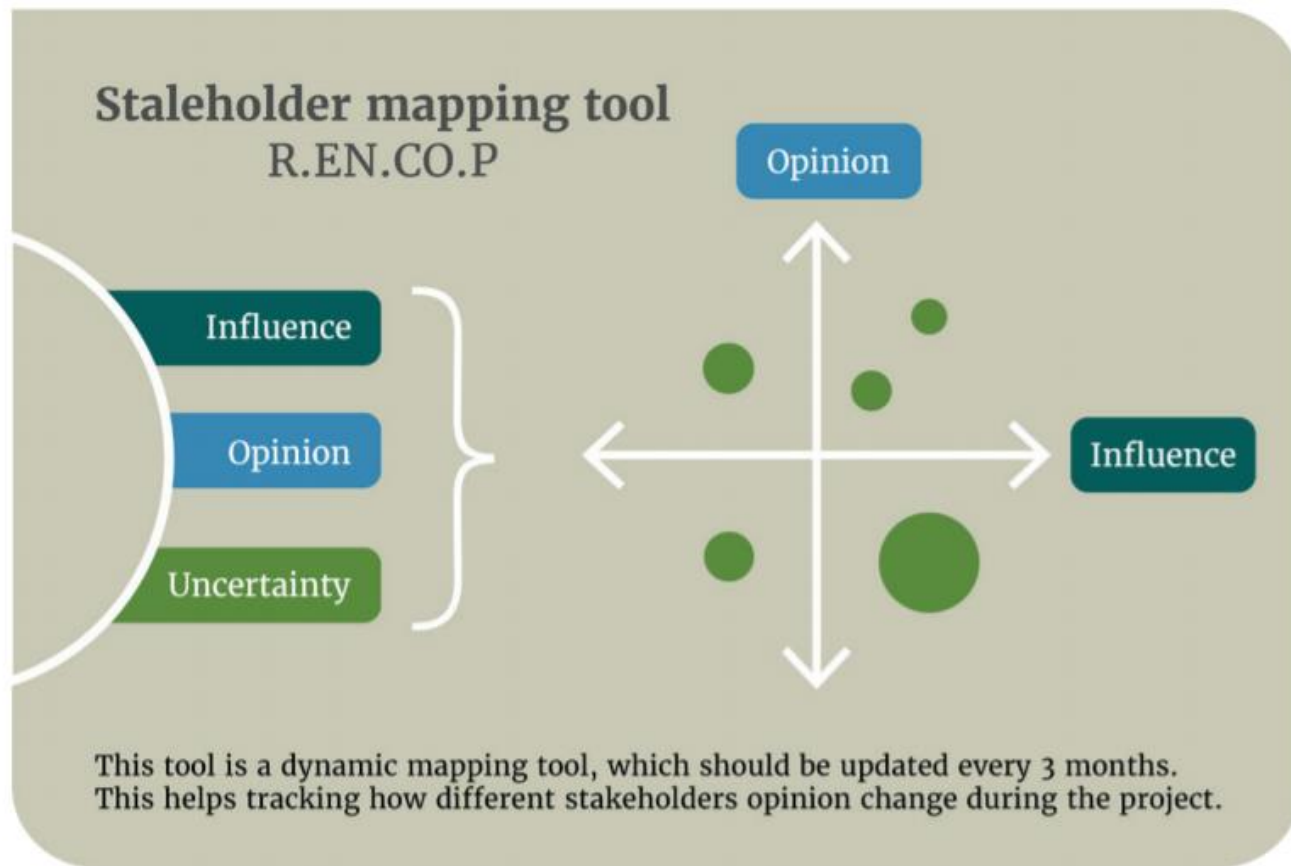 Staleholder mapping tool
R.EN.CO.P
Opinion
Influence
Opinion
Uncertainty
Influence
This tool is a dynamic mapping tool, which should be updated every 3 months.
This helps tracking how different stakeholders opinion change during the project.